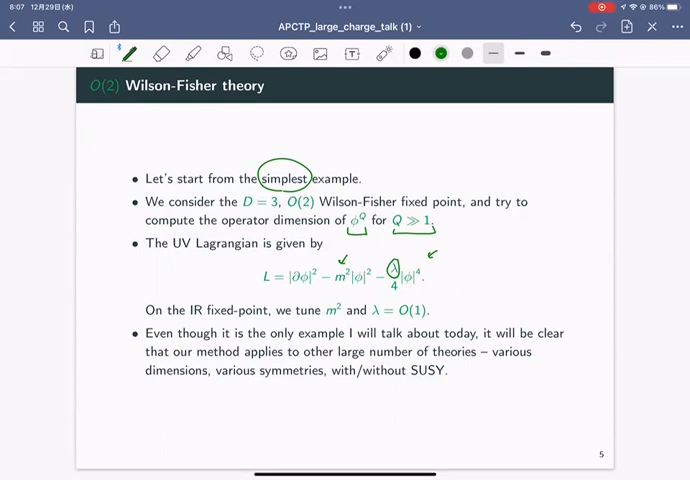 8:07 12月29日(水)
86%
APCTP_large_charge_talk (1)
O(2) Wilson-Fisher theory
• Let's start from the simplest example.
• We consider the D = 3, O(2) Wilson-Fisher fixed point, and try to
compute the operator dimension of ϕ^Q for Q ≫ 1.
• The UV Lagrangian is given by
L = |∂ϕ|² − m²|ϕ|² − λ/4 |ϕ|⁴.
On the IR fixed-point, we tune m² and λ = O(1).
• Even though it is the only example I will talk about today, it will be clear
that our method applies to other large number of theories – various
dimensions, various symmetries, with/without SUSY.
5